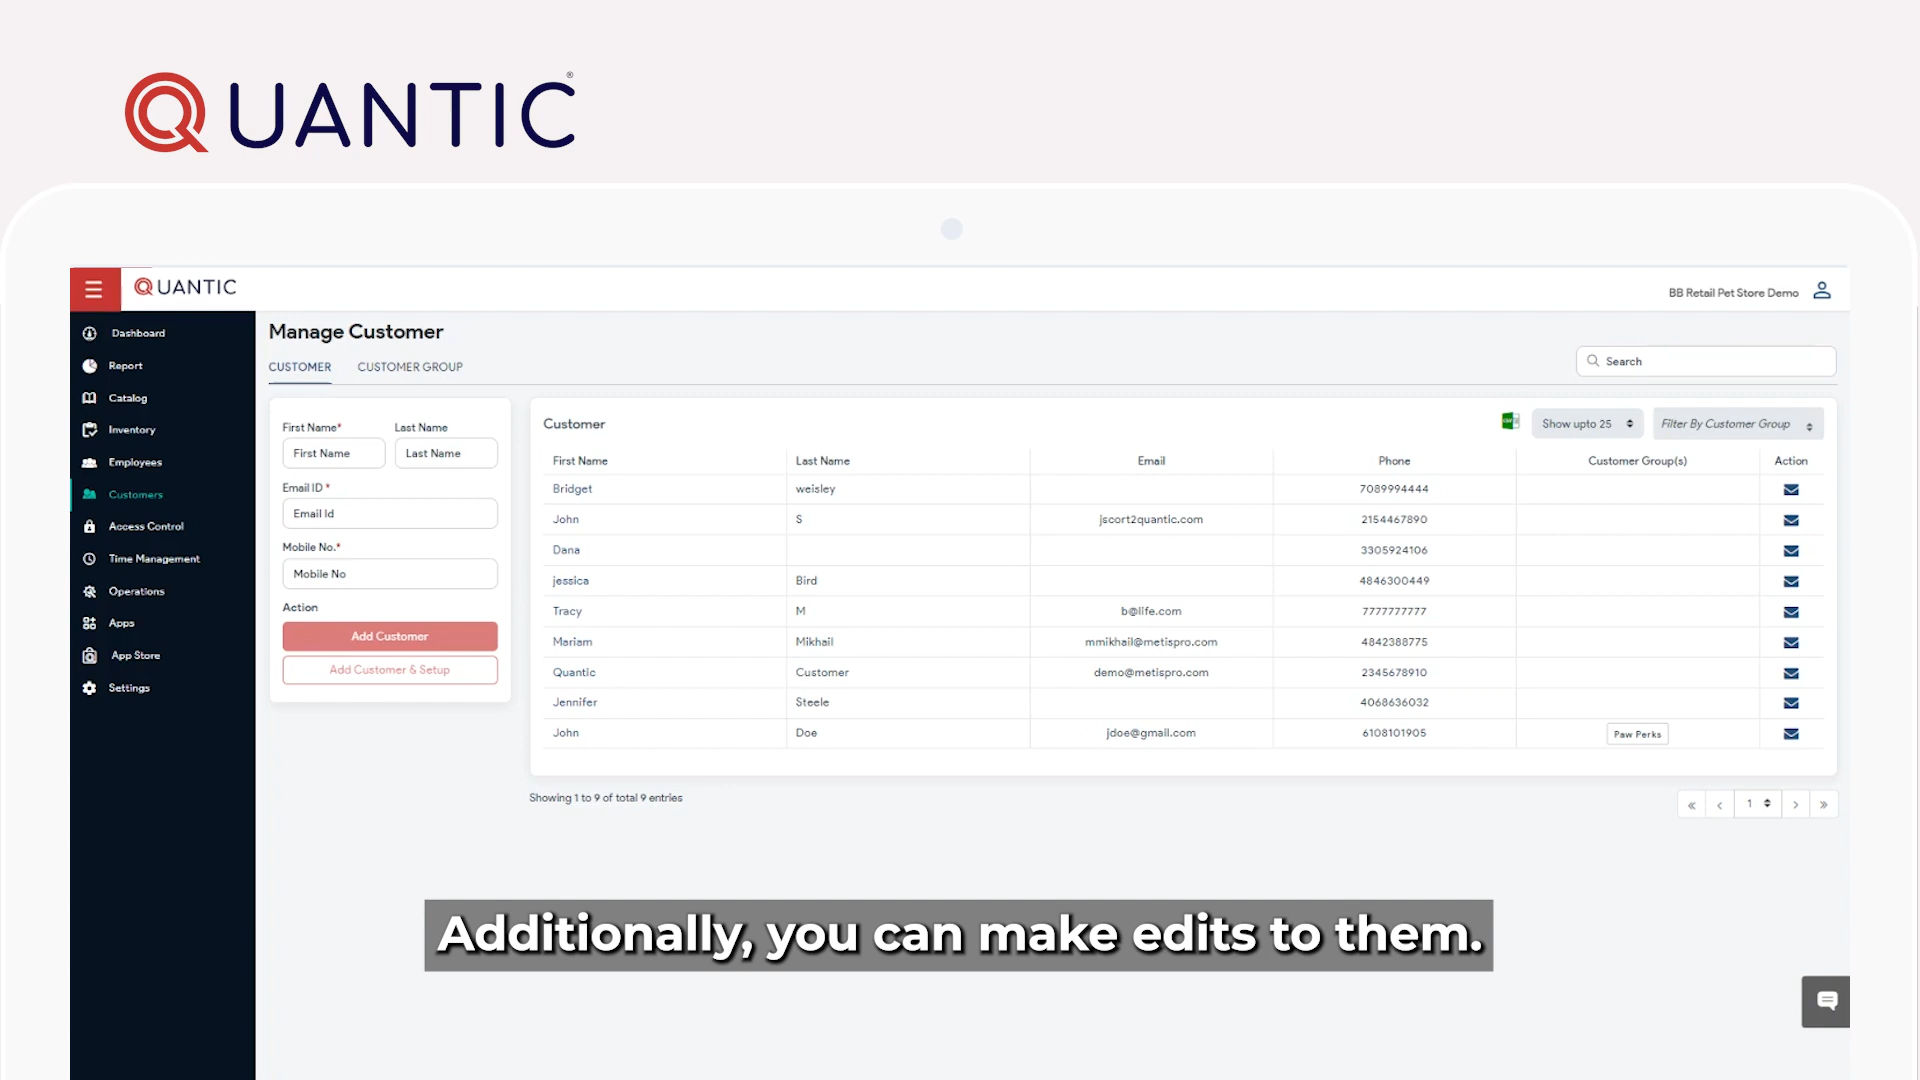 QUANTIC®
QUANTIC
BB Retail Pet Store Demo
Dashboard
Report
Catalog
Inventory
Employees
Customers
Access Control
Time Management
Operations
Apps
App Store
Settings
Manage Customer
CUSTOMER CUSTOMER GROUP
Search
First Name* Last Name
First Name Last Name
Email ID *
Email Id
Mobile No.*
Mobile No
Action
Add Customer
Add Customer & Setup
Customer Show upto 25 Filter By Customer Group
First Name Last Name Email Phone Customer Group(s) Action
Bridget weisley 7089994444
John S jscort2quantic.com 2154467890
Dana 3305924106
jessica Bird 4846300449
Tracy M b@life.com 7777777777
Mariam Mikhail mmikhail@metispro.com 4842388775
Quantic Customer demo@metispro.com 2345678910
Jennifer Steele 4068636032
John Doe jdoe@gmail.com 6108101905 Paw Perks
Showing 1 to 9 of total 9 entries
« ‹ 1 › »
Additionally, you can make edits to them.